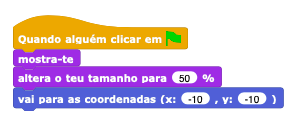 Quando alguém clicar em
mostra-te
altera o teu tamanho para 50 %
vai para as coordenadas (x: -10 , y: -10 )